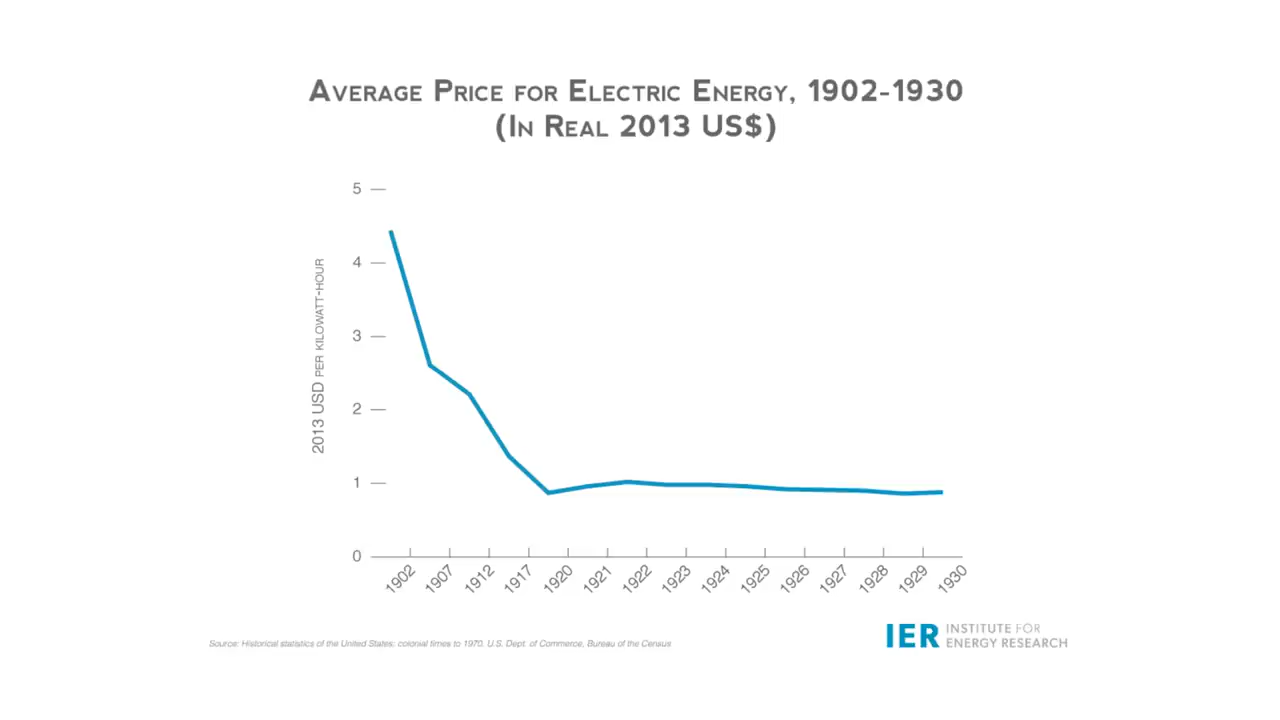 Average Price for Electric Energy, 1902-1930
(In Real 2013 US$)
5
4
3
2
1
0
2013 USD per kilowatt-hour
1902 1907 1912 1917 1920 1921 1922 1923 1924 1925 1926 1927 1928 1929 1930
Source: Historical statistics of the United States; colonial times to 1970. U.S. Dept. of Commerce, Bureau of the Census
IER INSTITUTE FOR
ENERGY RESEARCH